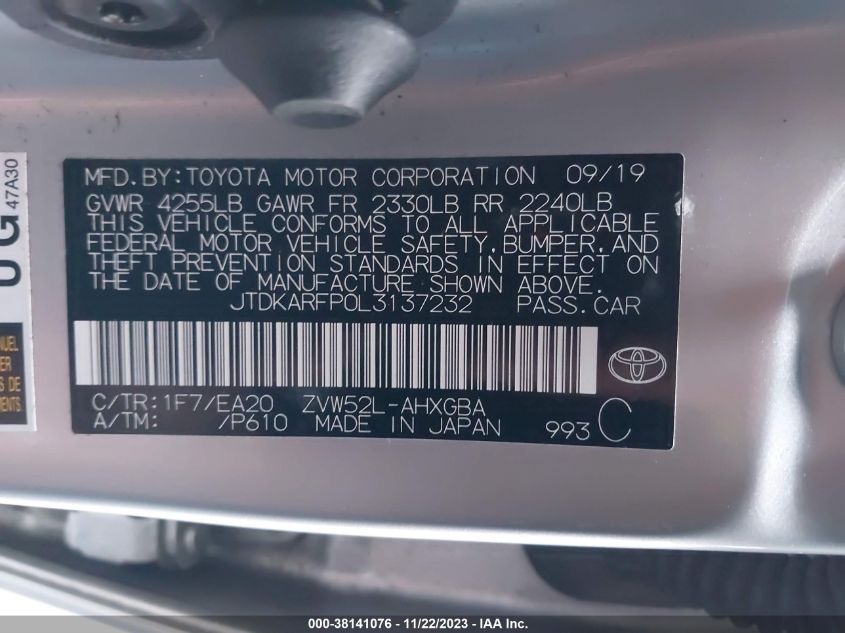 MFD.BY:TOYOTA MOTOR CORPORATION 09/19
GVWR 4255LB GAWR FR 2330LB RR 2240LB
THIS VEHICLE CONFORMS TO ALL APPLICABLE
FEDERAL MOTOR VEHICLE SAFETY,BUMPER,AND
THEFT PREVENTION STANDARDS IN EFFECT ON
THE DATE OF MANUFACTURE SHOWN ABOVE.
JTDKARFP0L3137232 PASS.CAR
C/TR:1F7/EA20 ZVW52L-AHXGBA
A/TM: /P610 MADE IN JAPAN 993 C
47A30
000-38141076 - 11/22/2023 - IAA Inc.